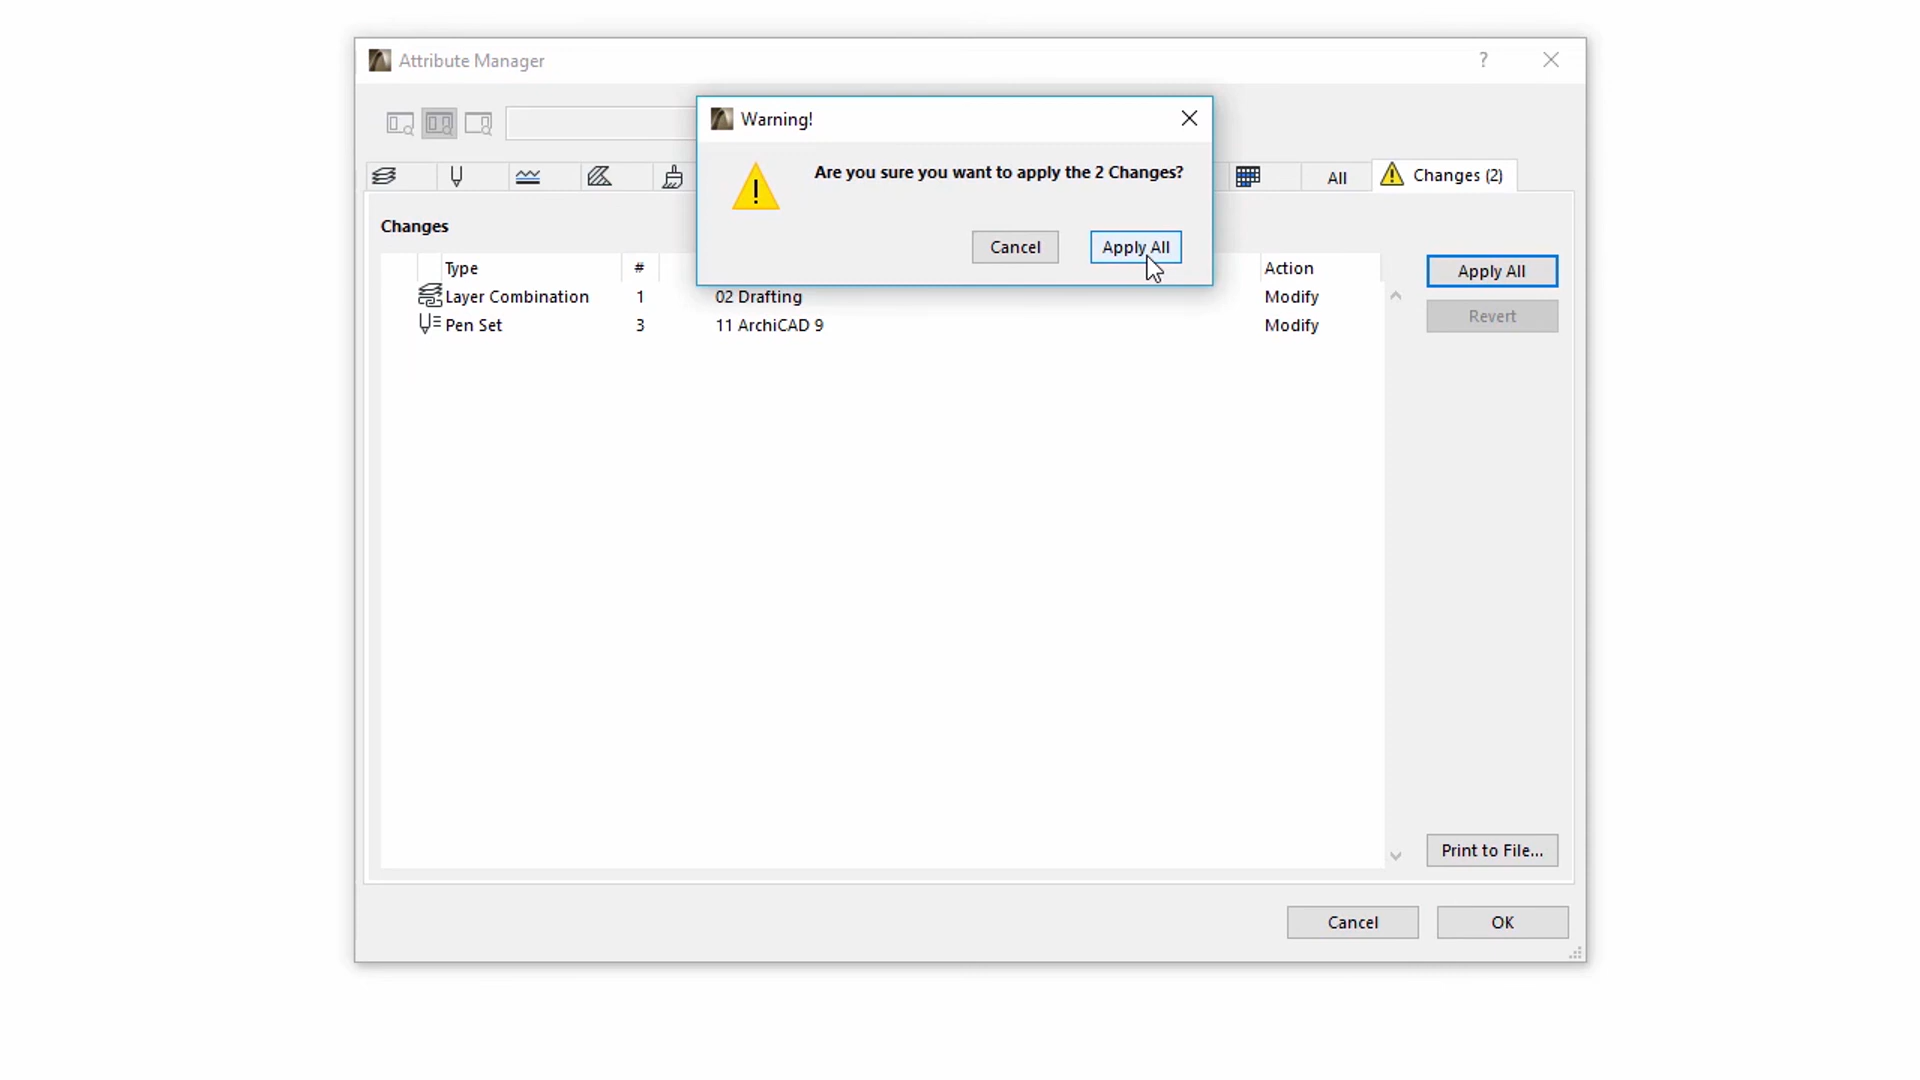 Attribute Manager
?
Warning!
Are you sure you want to apply the 2 Changes?
Cancel
Apply All
All
Changes (2)
Changes
Type
#
Action
Layer Combination
1
02 Drafting
Modify
Pen Set
3
11 ArchiCAD 9
Modify
Apply All
Revert
Print to File...
Cancel
OK